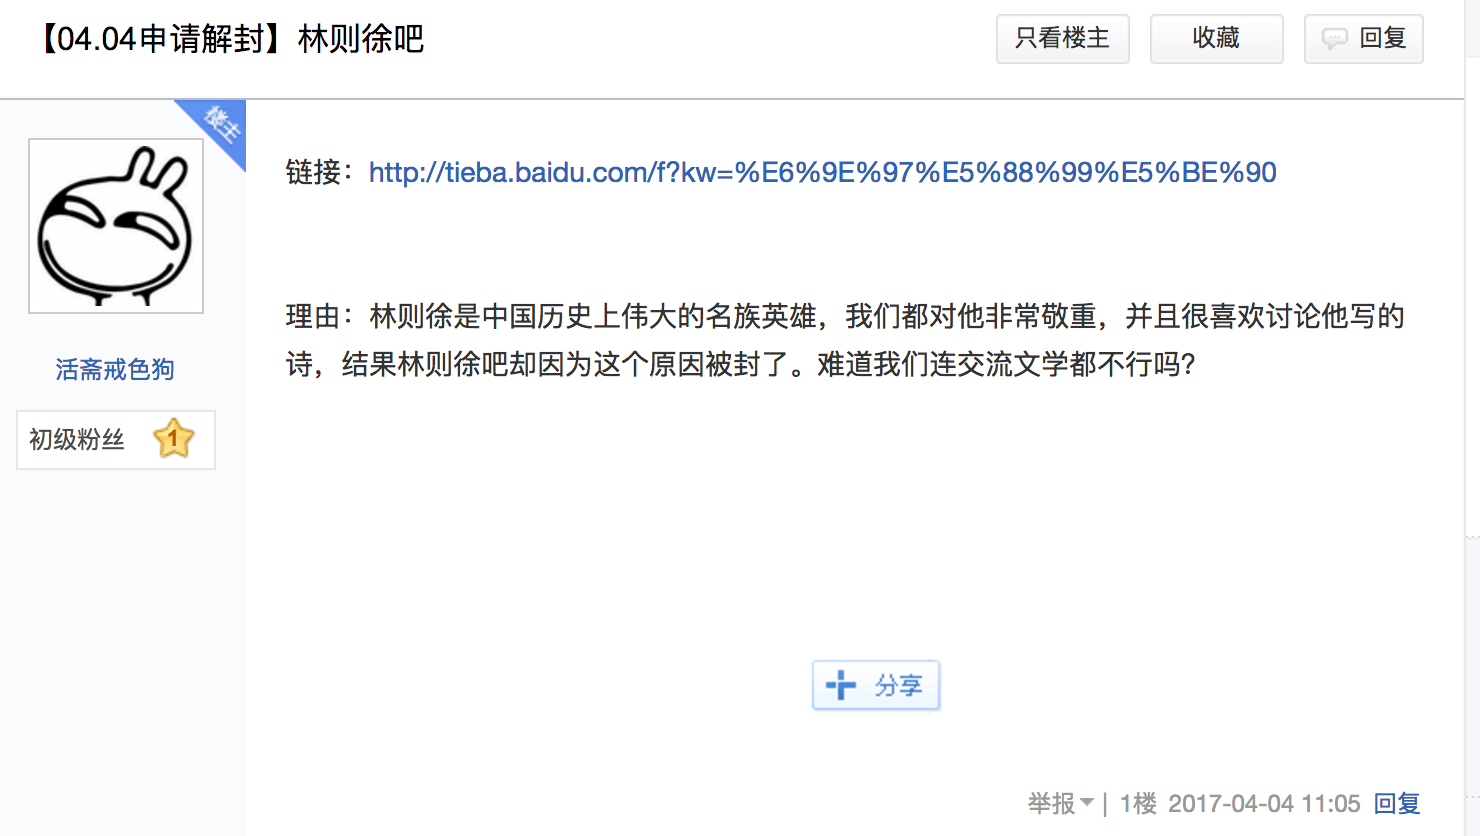 【04.04申请解封】林则徐吧
只看楼主
收藏
回复
楼主
链接：http://tieba.baidu.com/f?kw=%E6%9E%97%E5%88%99%E5%BE%90
理由：林则徐是中国历史上伟大的名族英雄，我们都对他非常敬重，并且很喜欢讨论他写的
诗，结果林则徐吧却因为这个原因被封了。难道我们连交流文学都不行吗？
活斋戒色狗
初级粉丝 1
分享
举报 | 1楼 2017-04-04 11:05 回复